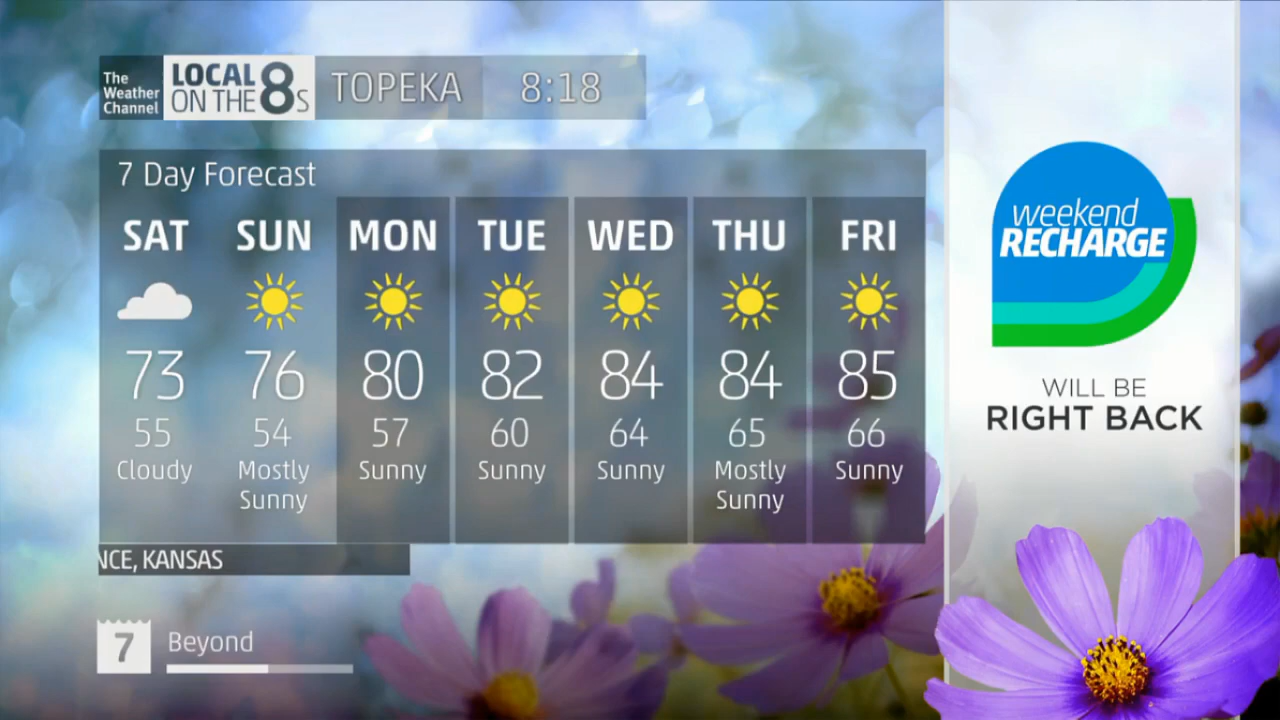 The
Weather
Channel
LOCAL
ON THE 8s
TOPEKA
8:18
7 Day Forecast
SAT SUN MON TUE WED THU FRI
73 76 80 82 84 84 85
55 54 57 60 64 65 66
Cloudy Mostly Sunny Sunny Sunny Mostly Sunny
Sunny Sunny
NCE, KANSAS
7 Beyond
weekend
RECHARGE
WILL BE
RIGHT BACK